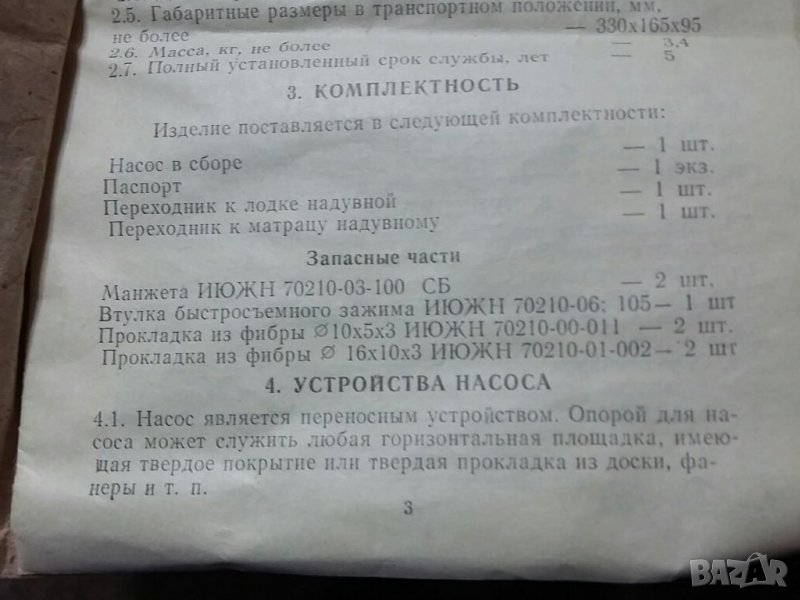 2.5. Габаритные размеры в транспортном положении, мм,
не более — 330х165х95
2.6. Масса, кг, не более — 3,4
2.7. Полный установленный срок службы, лет — 5
3. КОМПЛЕКТНОСТЬ
Изделие поставляется в следующей комплектности:
Насос в сборе — 1 шт.
Паспорт — 1 экз.
Переходник к лодке надувной — 1 шт.
Переходник к матрацу надувному — 1 шт.
Запасные части
Манжета ИЮЖН 70210-03-100 СБ — 2 шт.
Втулка быстросъемного зажима ИЮЖН 70210-06; 105— 1 шт
Прокладка из фибры ∅10х5х3 ИЮЖН 70210-00-011 — 2 шт.
Прокладка из фибры ∅ 16х10х3 ИЮЖН 70210-01-002— 2 шт
4. УСТРОЙСТВА НАСОСА
4.1. Насос является переносным устройством. Опорой для на-
соса может служить любая горизонтальная площадка, имею-
щая твердое покрытие или твердая прокладка из доски, фа-
неры и т. п.
3
BAZAR